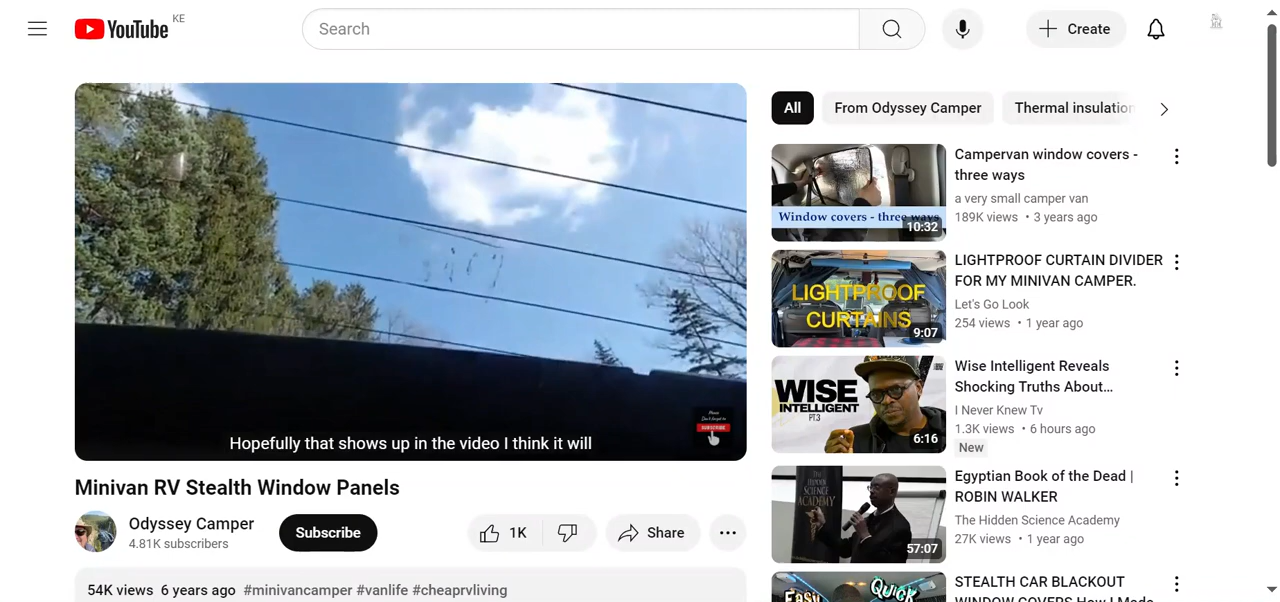 YouTube KE
Search
Create
Hopefully that shows up in the video I think it will
SUBSCRIBE
Minivan RV Stealth Window Panels
Odyssey Camper
4.81K subscribers
Subscribe
1K
Share
54K views 6 years ago #minivancamper #vanlife #cheaprvliving
All
From Odyssey Camper
Thermal insulation
Window covers - three ways
10:32
Campervan window covers -
three ways
a very small camper van
189K views • 3 years ago
LIGHTPROOF
CURTAINS
9:07
LIGHTPROOF CURTAIN DIVIDER
FOR MY MINIVAN CAMPER.
Let's Go Look
254 views • 1 year ago
WISE
INTELLIGENT
PT.3
6:16
Wise Intelligent Reveals
Shocking Truths About...
I Never Knew Tv
1.3K views • 6 hours ago
New
THE
HIDDEN
SCIENCE
ACADEMY
57:07
Egyptian Book of the Dead |
ROBIN WALKER
The Hidden Science Academy
27K views • 1 year ago
Easy
QUICK
STEALTH CAR BLACKOUT
WINDOW COVERS How I Made